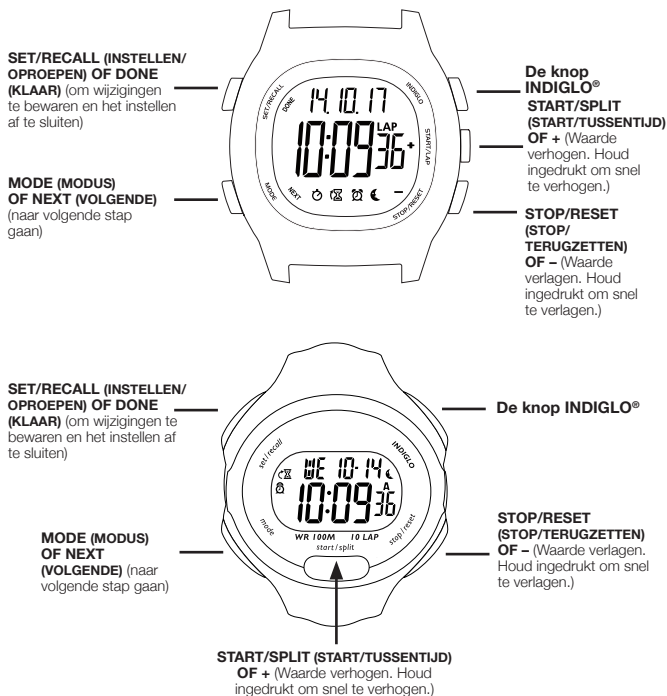 SET/RECALL (INSTELLEN/
OPROEPEN) OF DONE
(KLAAR) (om wijzigingen
te bewaren en het instellen
af te sluiten)
MODE (MODUS)
OF NEXT (VOLGENDE)
(naar volgende stap
gaan)
SET/RECALL
DONE
INDIGLO
14.10.17
LAP
10:09 36
+
START/LAP
MODE
NEXT
–
STOP/RESET
De knop
INDIGLO®
START/SPLIT
(START/TUSSENTIJD)
OF + (Waarde
verhogen. Houd
ingedrukt om snel
te verhogen.)
STOP/RESET
(STOP/
TERUGZETTEN)
OF – (Waarde
verlagen. Houd
ingedrukt om snel
te verlagen.)
SET/RECALL (INSTELLEN/
OPROEPEN) OF DONE
(KLAAR) (om wijzigingen te
bewaren en het instellen af
te sluiten)
MODE (MODUS)
OF NEXT
(VOLGENDE) (naar
volgende stap gaan)
set/recall
INDIGLO
WE 10-14
A
10:09 36
mode
WR 100M 10 LAP
start/split
stop/reset
De knop INDIGLO®
STOP/RESET
(STOP/TERUGZETTEN)
OF – (Waarde verlagen.
Houd ingedrukt om snel
te verlagen.)
START/SPLIT (START/TUSSENTIJD)
OF + (Waarde verhogen. Houd
ingedrukt om snel te verhogen.)